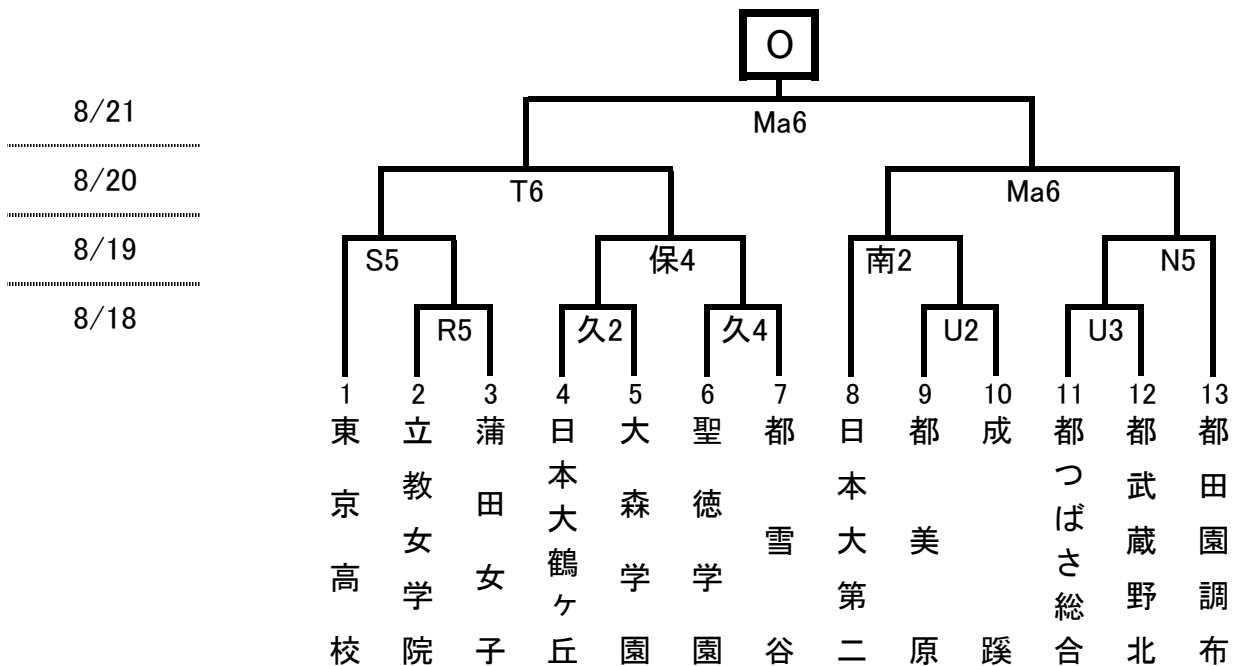 O
8/21
Ma6
8/20
T6
Ma6
8/19
S5
保4
南2
N5
8/18
R5
久2
久4
U2
U3
1 2 3 4 5 6 7 8 9 10 11 12 13
東京高校
立教女学院
蒲田女子
日本大鶴ヶ丘
大森学園
聖徳学園
都雪谷
日本大第二
都美原
成蹊
都つばさ総合
都武蔵野北
都田園調布